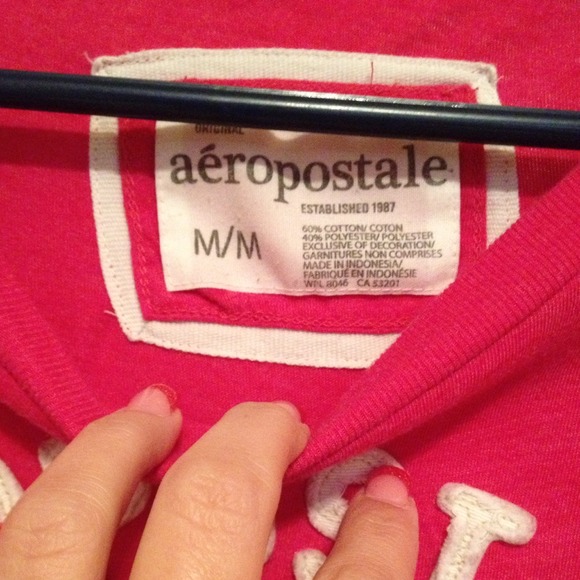 ORIGINAL
aéropostale
ESTABLISHED 1987
M/M
60% COTTON/ COTON
40% POLYESTER/ POLYESTER
EXCLUSIVE OF DECORATION/
GARNITURES NON COMPRISES
MADE IN INDONESIA/
FABRIQUÉ EN INDONÉSIE
WPL 8046 CA 53201